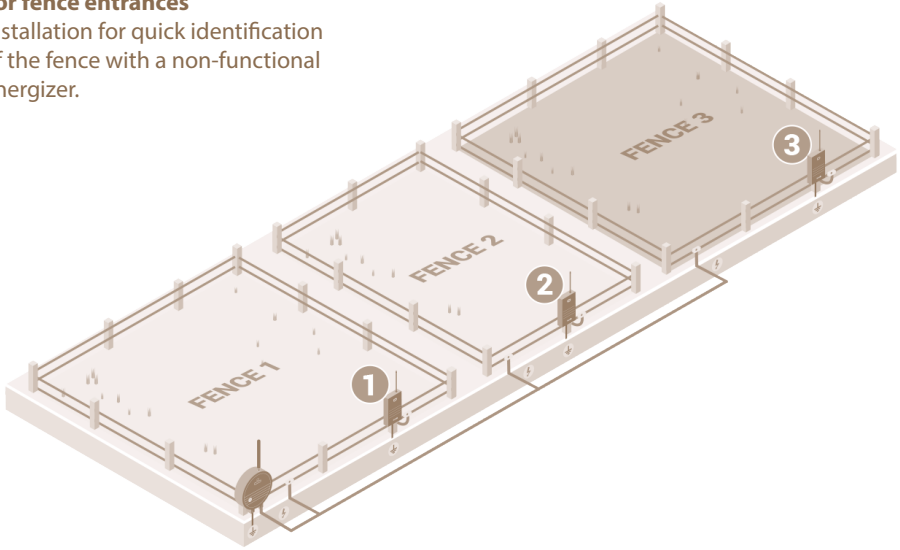 or fence entrances
stallation for quick identification
f the fence with a non-functional
nergizer.
FENCE 3
3
FENCE 2
2
FENCE 1
1